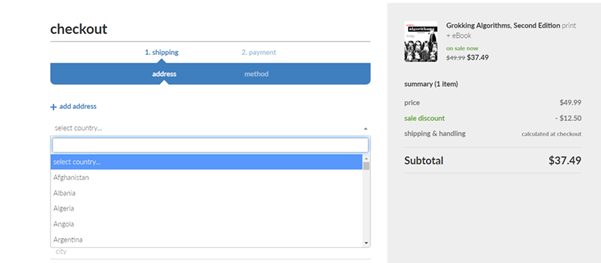 checkout
1. shipping
2. payment
address
method
+ add address
select country...
select country...
Afghanistan
Albania
Algeria
Angola
Argentina
city
algorithms
Grokking Algorithms, Second Edition print
+ eBook
on sale now
$49.99 $37.49
summary (1 item)
price $49.99
sale discount - $12.50
shipping & handling calculated at checkout
Subtotal $37.49